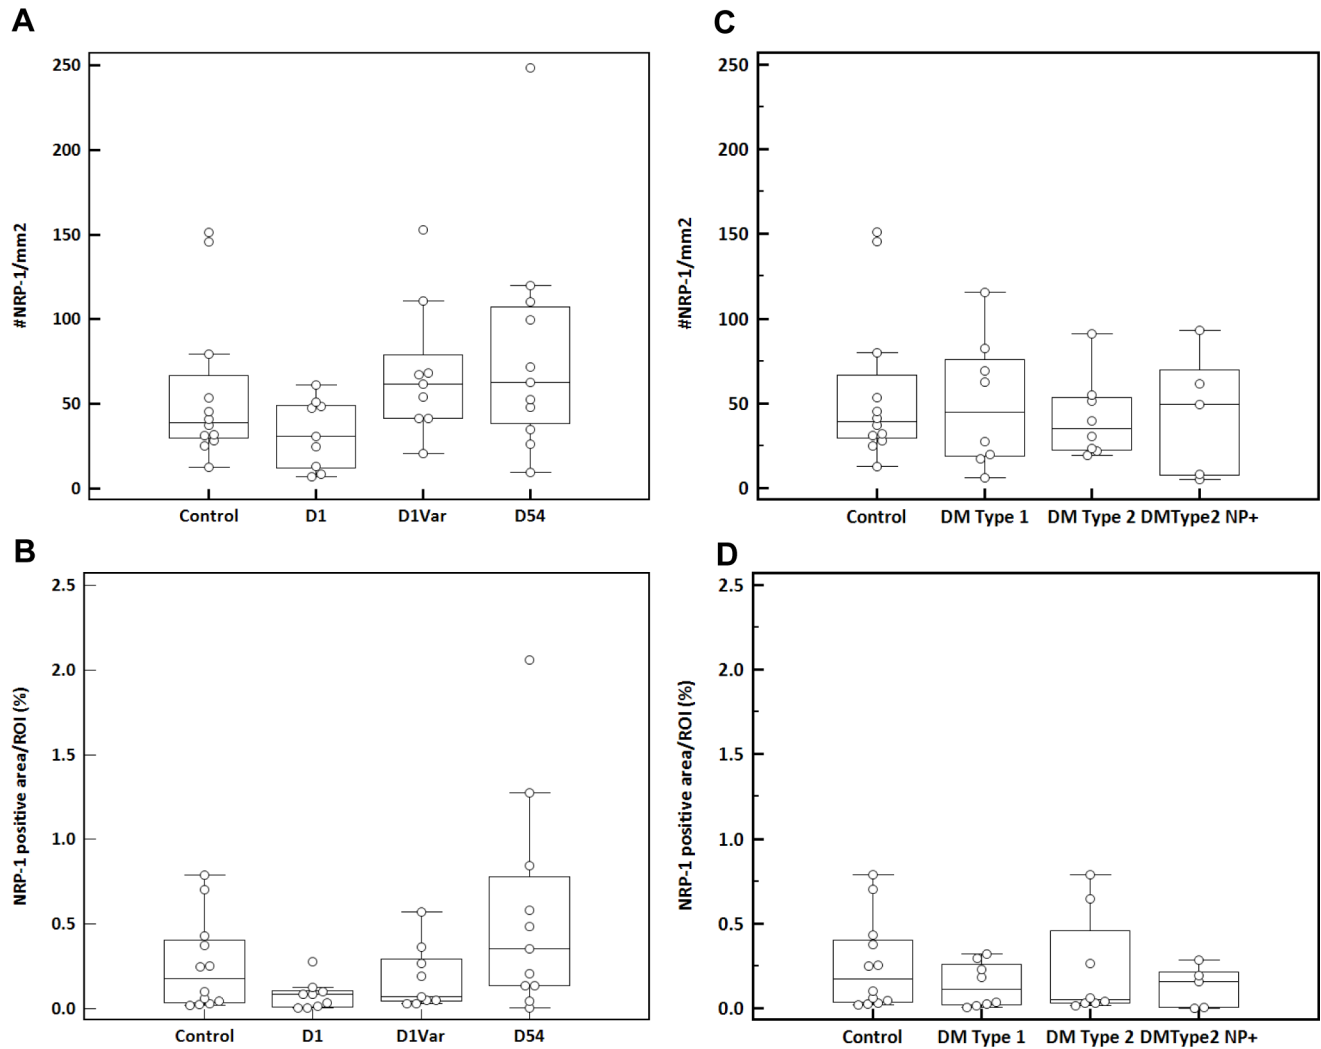 A
250
200
150
100
50
0
#NRP-1/mm2
Control D1 D1Var D54
C
250
200
150
100
50
0
#NRP-1/mm2
Control DM Type 1 DM Type 2 DMType2 NP+
B
2.5
2.0
1.5
1.0
0.5
0.0
NRP-1 positive area/ROI (%)
Control D1 D1Var D54
D
2.5
2.0
1.5
1.0
0.5
0.0
NRP-1 positive area/ROI (%)
Control DM Type 1 DM Type 2 DMType2 NP+